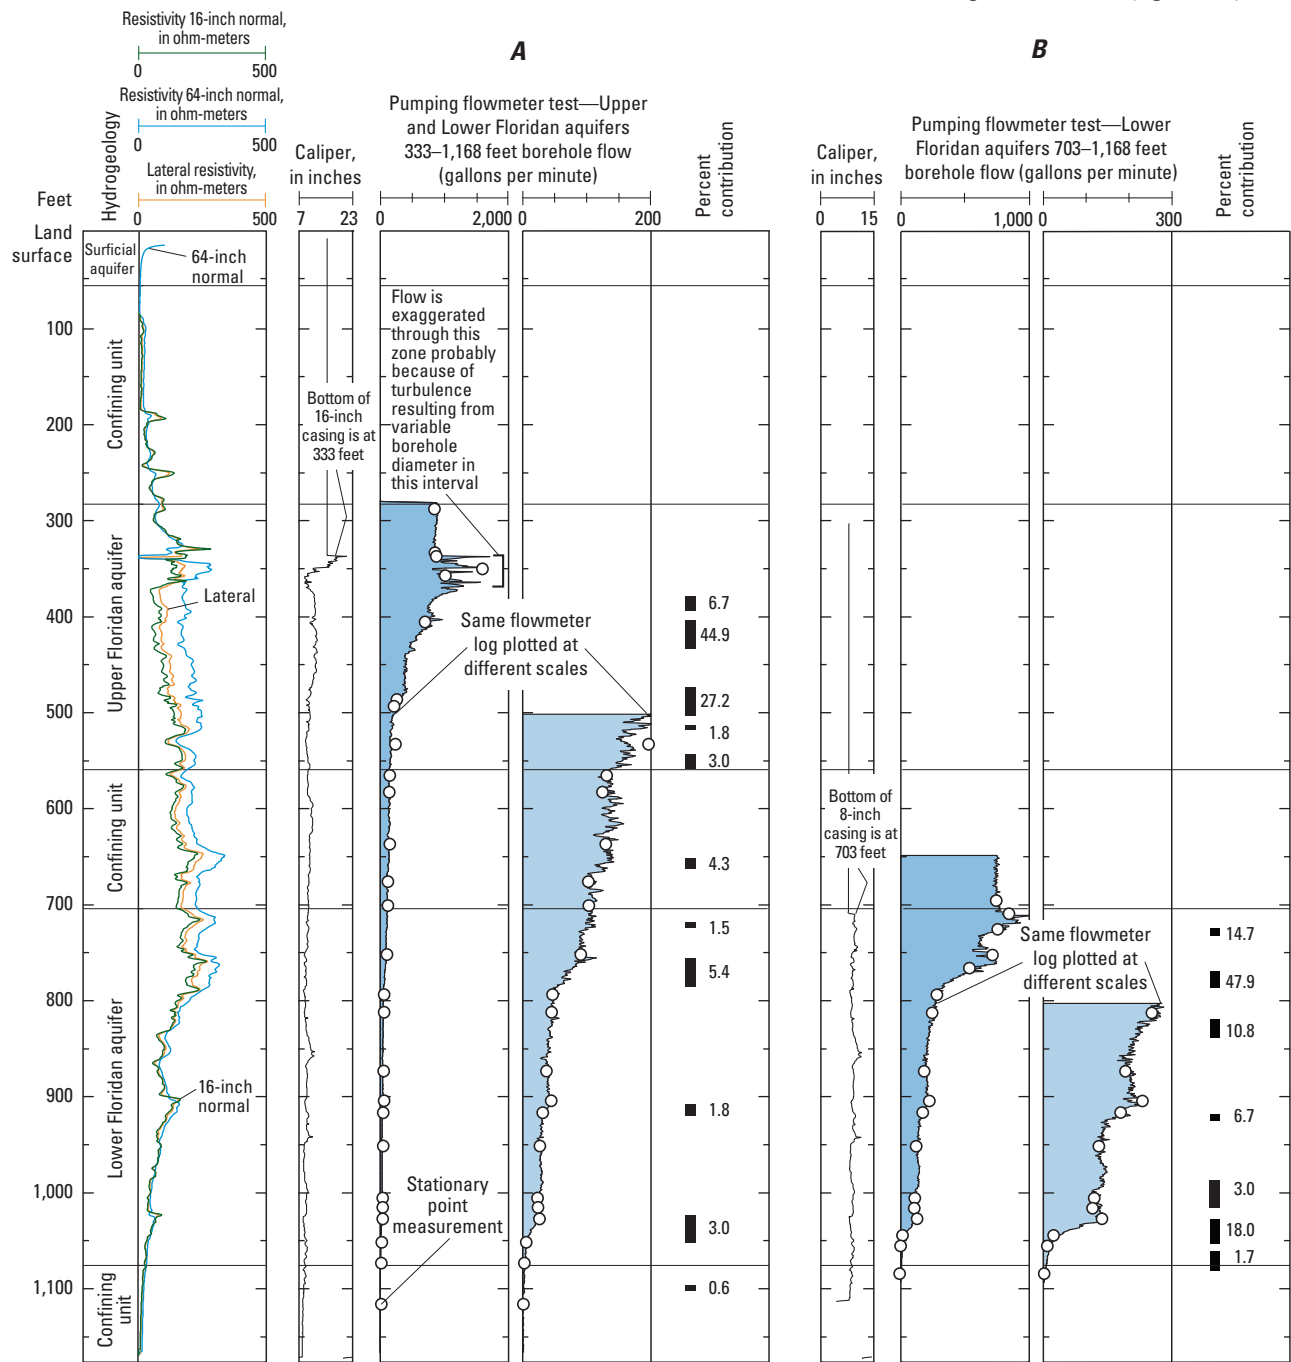 Resistivity 16-inch normal,
in ohm-meters
0 500
Resistivity 64-inch normal,
in ohm-meters
0 500
Lateral resistivity,
in ohm-meters
0 500
Hydrogeology
Feet
Land
surface
100
200
300
400
500
600
700
800
900
1,000
1,100
Surficial
aquifer
Confining unit
Upper Floridan aquifer
Confining unit
Lower Floridan aquifer
Confining
unit
64-inch
normal
Lateral
16-inch
normal
Caliper,
in inches
7 23
Bottom of
16-inch
casing is at
333 feet
A
Pumping flowmeter test—Upper
and Lower Floridan aquifers
333–1,168 feet borehole flow
(gallons per minute)
0 2,000
0 200
Flow is
exaggerated
through this
zone probably
because of
turbulence
resulting from
variable
borehole
diameter in
this interval
Same flowmeter
log plotted at
different scales
Stationary
point
measurement
Percent
contribution
6.7
44.9
27.2
1.8
3.0
4.3
1.5
5.4
1.8
3.0
0.6
B
Caliper,
in inches
0 15
Bottom of
8-inch
casing is at
703 feet
Pumping flowmeter test—Lower
Floridan aquifers 703–1,168 feet
borehole flow (gallons per minute)
0 1,000
0 300
Same flowmeter
log plotted at
different scales
Percent
contribution
14.7
47.9
10.8
6.7
3.0
18.0
1.7